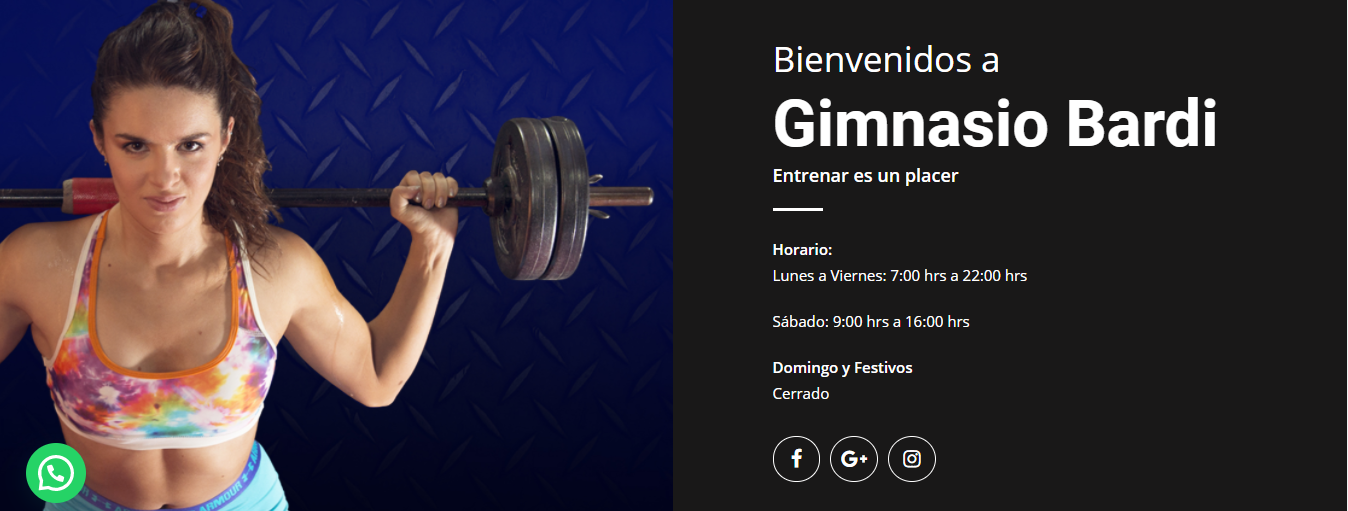 Bienvenidos a
Gimnasio Bardi
Entrenar es un placer
Horario:
Lunes a Viernes: 7:00 hrs a 22:00 hrs
Sábado: 9:00 hrs a 16:00 hrs
Domingo y Festivos
Cerrado
G+
ARMOUR